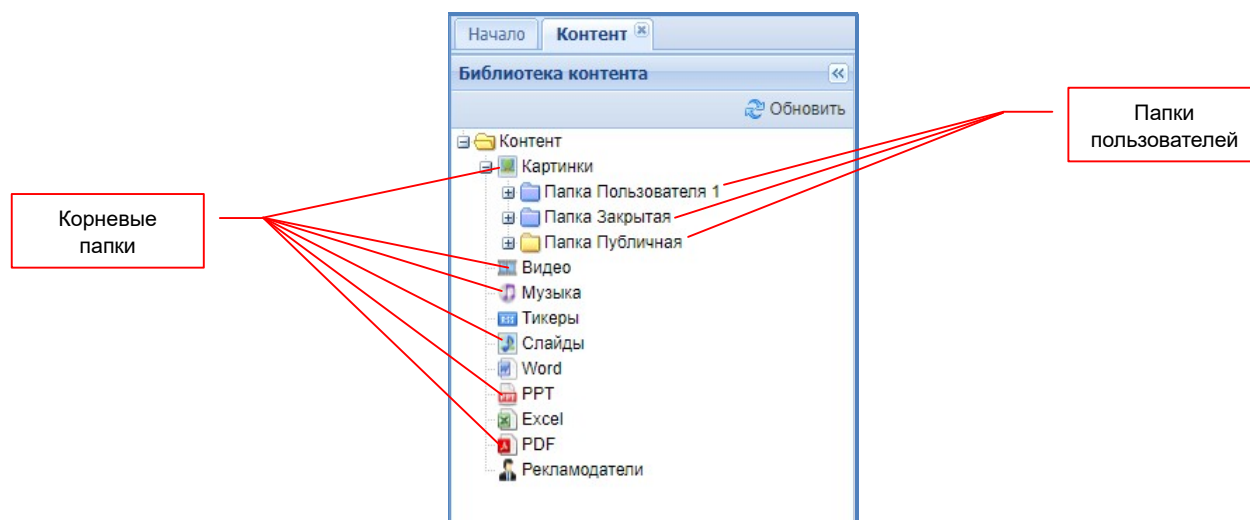 Начало
Контент
Библиотека контента
Обновить
Контент
Картинки
Папка Пользователя 1
Папка Закрытая
Папка Публичная
Видео
Музыка
Тикеры
Слайды
Word
PPT
Excel
PDF
Рекламодатели
Корневые
папки
Папки
пользователей